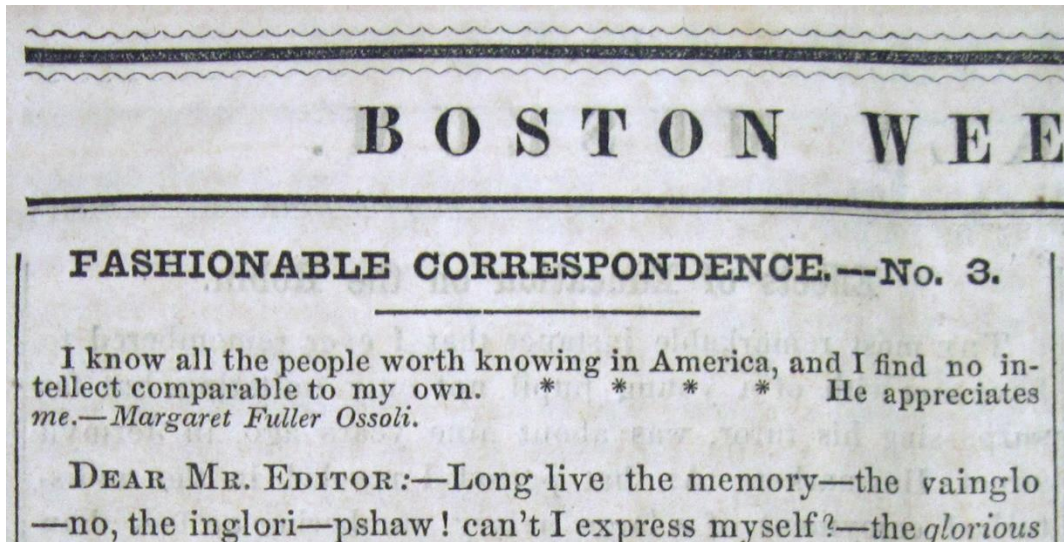 BOSTON WEE
FASHIONABLE CORRESPONDENCE.—No. 3.
I know all the people worth knowing in America, and I find no in-
tellect comparable to my own. * * * * He appreciates
me.—Margaret Fuller Ossoli.
DEAR MR. EDITOR:—Long live the memory—the vainglo
—no, the inglori—pshaw! can't I express myself?—the glorious